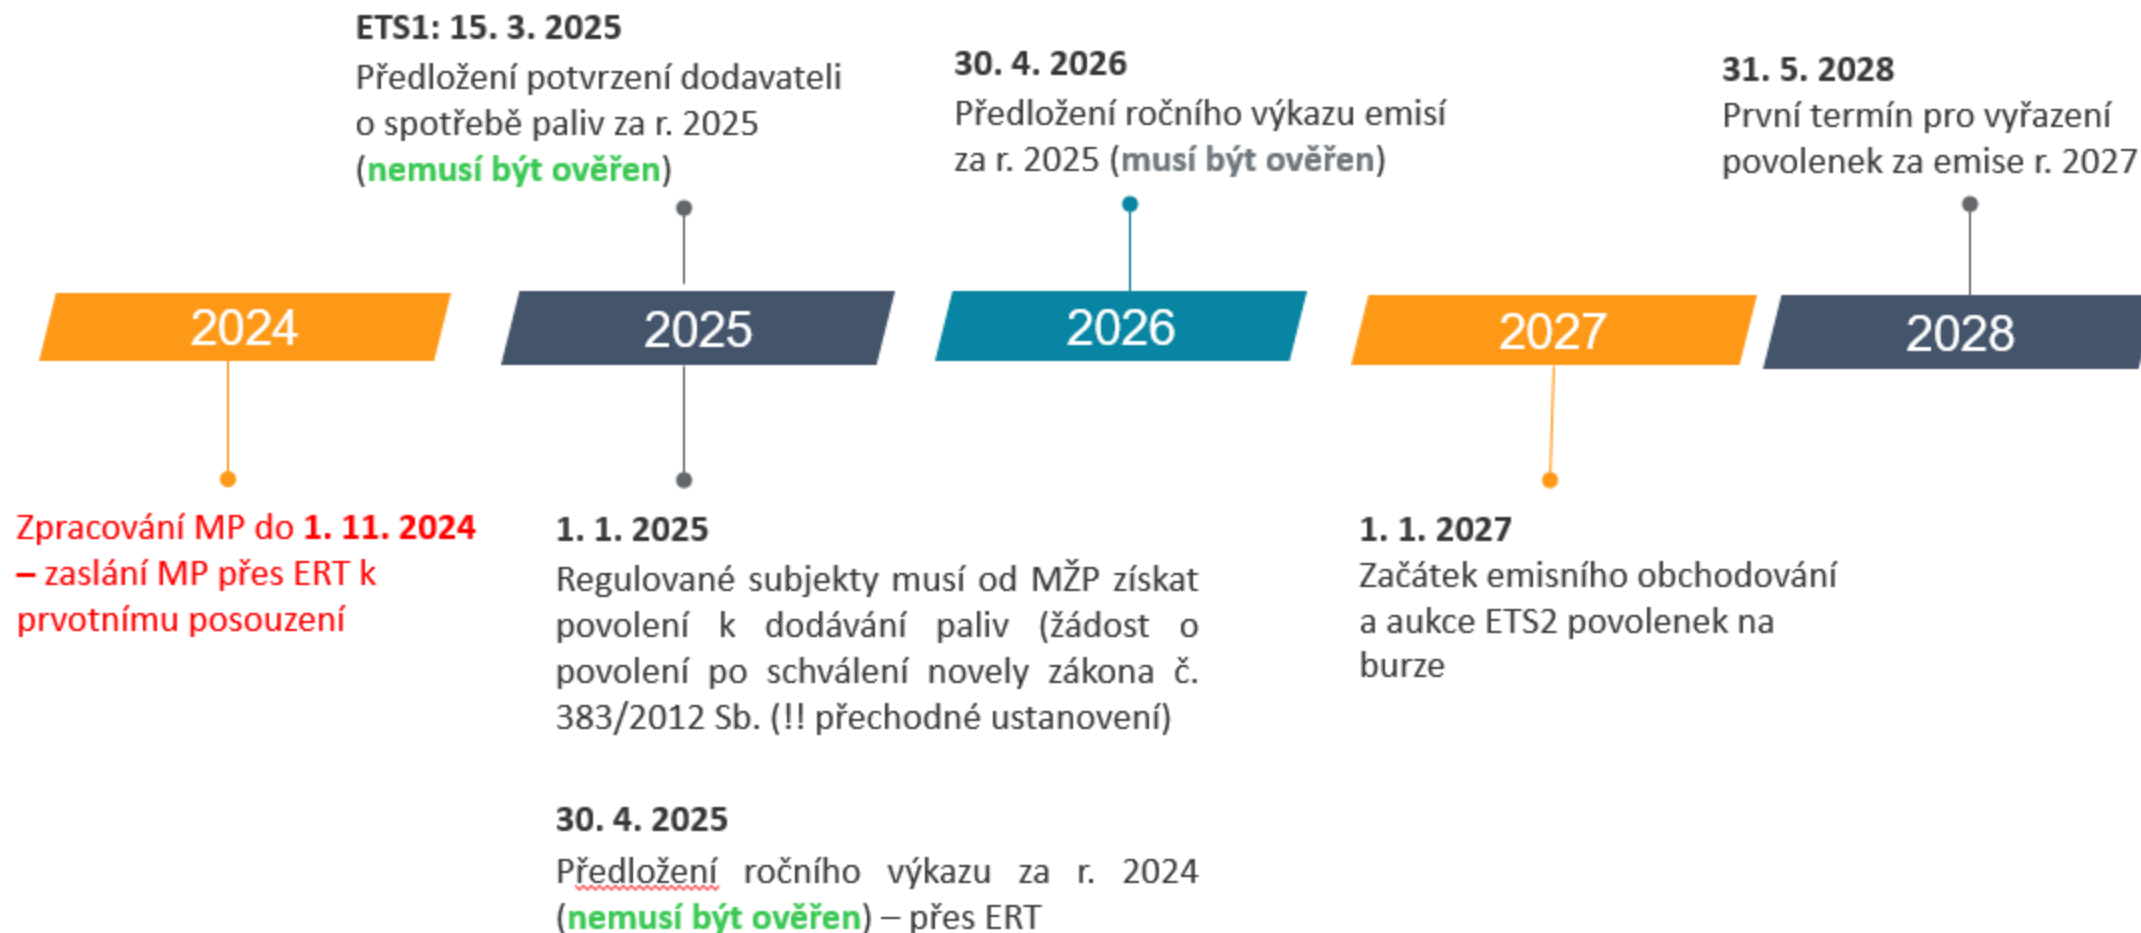 ETS1: 15. 3. 2025
Předložení potvrzení dodavateli
o spotřebě paliv za r. 2025
(nemusí být ověřen)
30. 4. 2026
Předložení ročního výkazu emisí
za r. 2025 (musí být ověřen)
31. 5. 2028
První termín pro vyřazení
povolenek za emise r. 2027
2024
2025
2026
2027
2028
Zpracování MP do 1. 11. 2024
– zaslání MP přes ERT k
prvotnímu posouzení
1. 1. 2025
Regulované subjekty musí od MŽP získat
povolení k dodávání paliv (žádost o
povolení po schválení novely zákona č.
383/2012 Sb. (!! přechodné ustanovení)
30. 4. 2025
Předložení ročního výkazu za r. 2024
(nemusí být ověřen) – přes ERT
1. 1. 2027
Začátek emisního obchodování
a aukce ETS2 povolenek na
burze